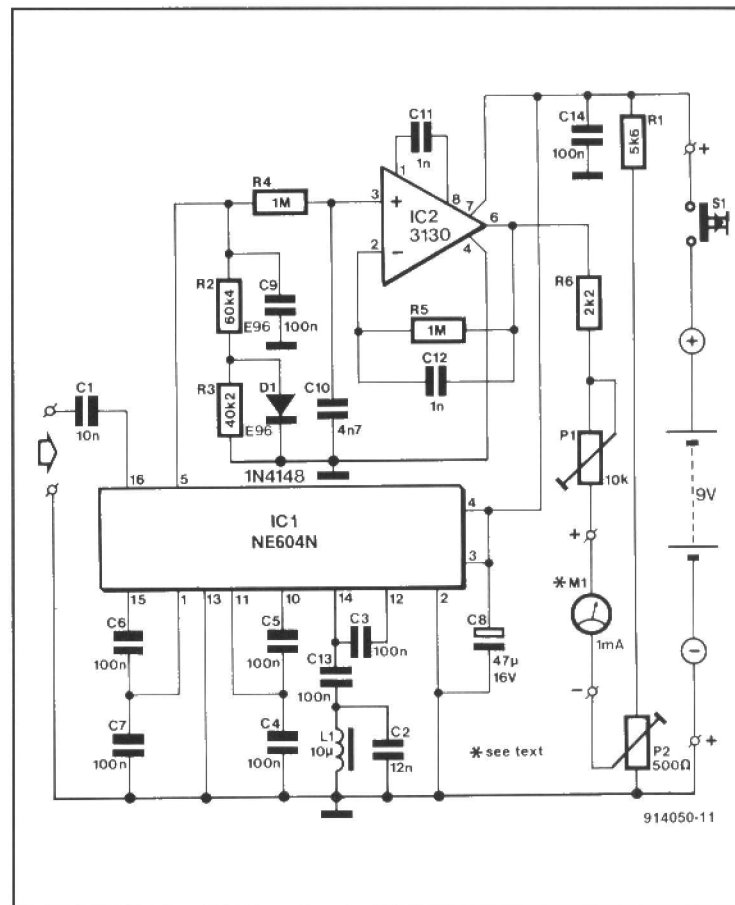 C11
1n
C14
100n
R1
5k6
+
S1
R4
1M
3
+
1
8
7
IC2
3130
6
4
2
−
R2
60k4
E96
C9
100n
R5
1M
C12
1n
R6
2k2
+
C1
10n
R3
40k2
E96
D1
1N4148
C10
4n7
P1
10k
9V
16
5
IC1
NE604N
4
3
+
* M1
1mA
15
1
13
11
10
14
12
2
C6
100n
C5
100n
C3
100n
C8
47µ
16V
−
−
C13
100n
C7
100n
C4
100n
L1
10µ
C2
12n
* see text
P2
500Ω
+
914050-11